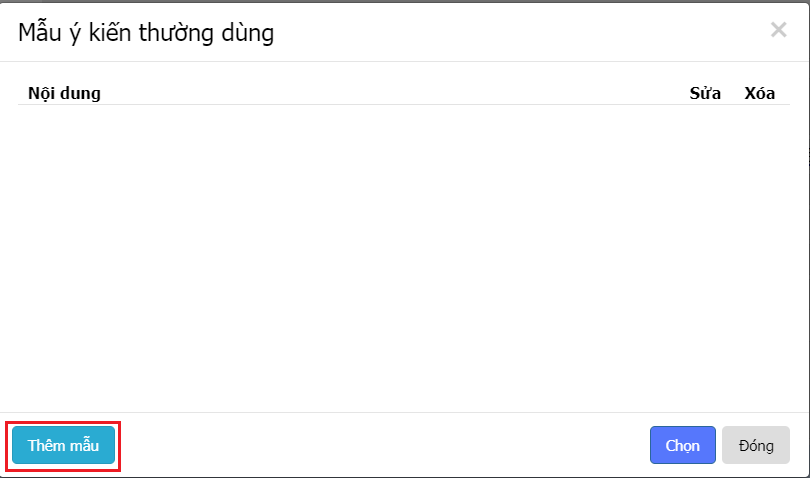 Mẫu ý kiến thường dùng
Nội dung Sửa Xóa
Thêm mẫu Chọn Đóng